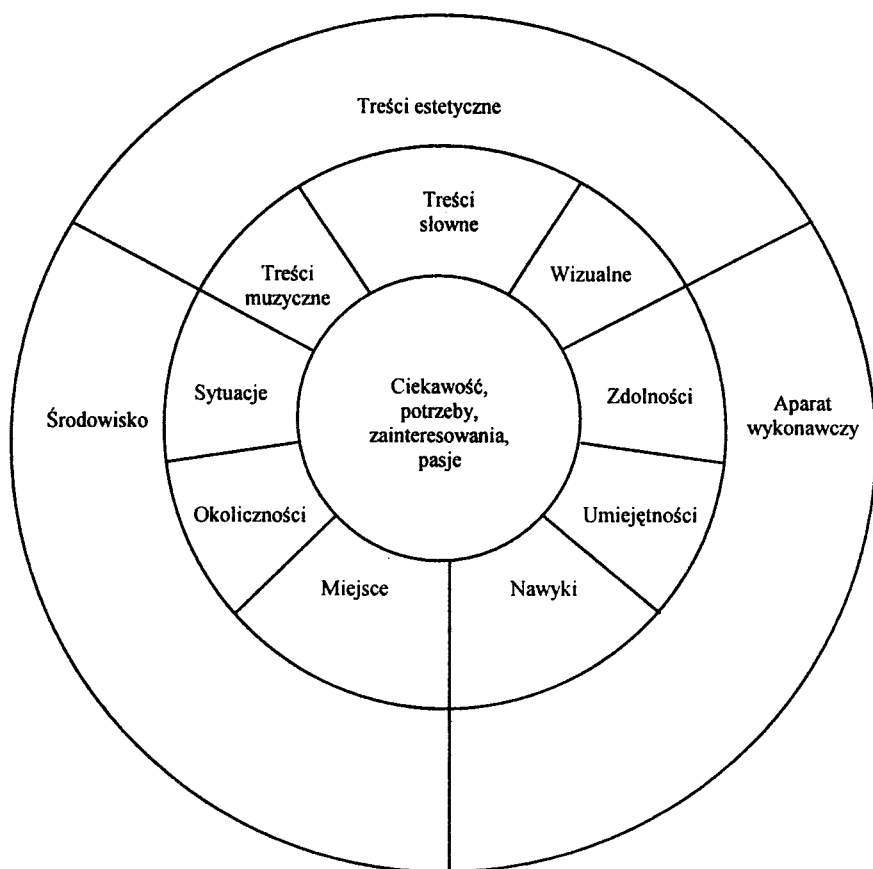 Treści estetyczne
Treści
słowne
Treści
muzyczne
Wizualne
Środowisko
Sytuacje
Ciekawość,
potrzeby,
zainteresowania,
pasje
Zdolności
Aparat
wykonawczy
Okoliczności
Umiejętności
Miejsce
Nawyki